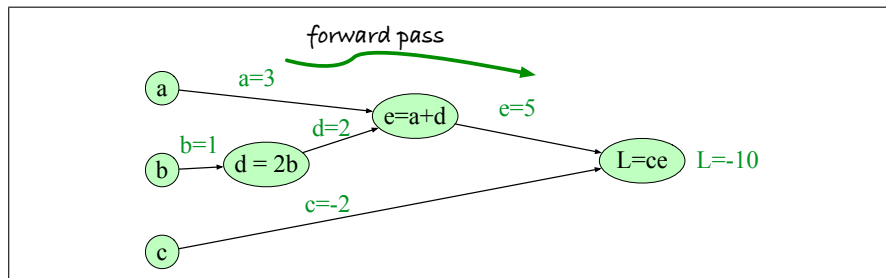 forward pass
a
a=3
e=a+d
e=5
d=2
b=1
b
d = 2b
L=ce
L=-10
c=-2
c